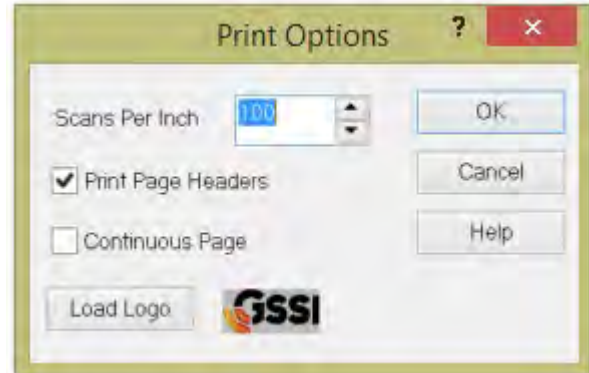 Print Options ? ×
Scans Per Inch 100 OK
Print Page Headers Cancel
Continuous Page Help
Load Logo GSSI